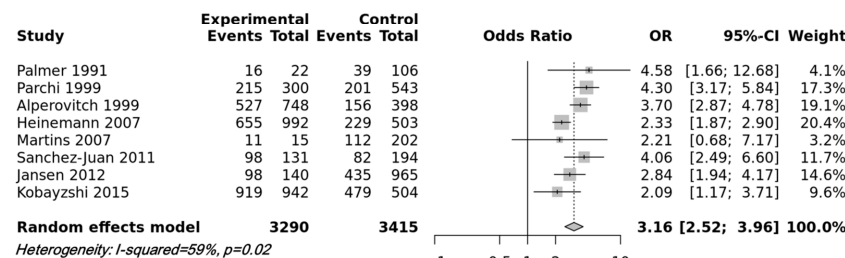 Experimental Control
Study Events Total Events Total Odds Ratio OR 95%-CI Weight
Palmer 1991 16 22 39 106 4.58 [1.66; 12.68] 4.1%
Parchi 1999 215 300 201 543 4.30 [3.17; 5.84] 17.3%
Alperovitch 1999 527 748 156 398 3.70 [2.87; 4.78] 19.1%
Heinemann 2007 655 992 229 503 2.33 [1.87; 2.90] 20.4%
Martins 2007 11 15 112 202 2.21 [0.68; 7.17] 3.2%
Sanchez-Juan 2011 98 131 82 194 4.06 [2.49; 6.60] 11.7%
Jansen 2012 98 140 435 965 2.84 [1.94; 4.17] 14.6%
Kobayzshi 2015 919 942 479 504 2.09 [1.17; 3.71] 9.6%
Random effects model 3290 3415 3.16 [2.52; 3.96] 100.0%
Heterogeneity: I-squared=59%, p=0.02